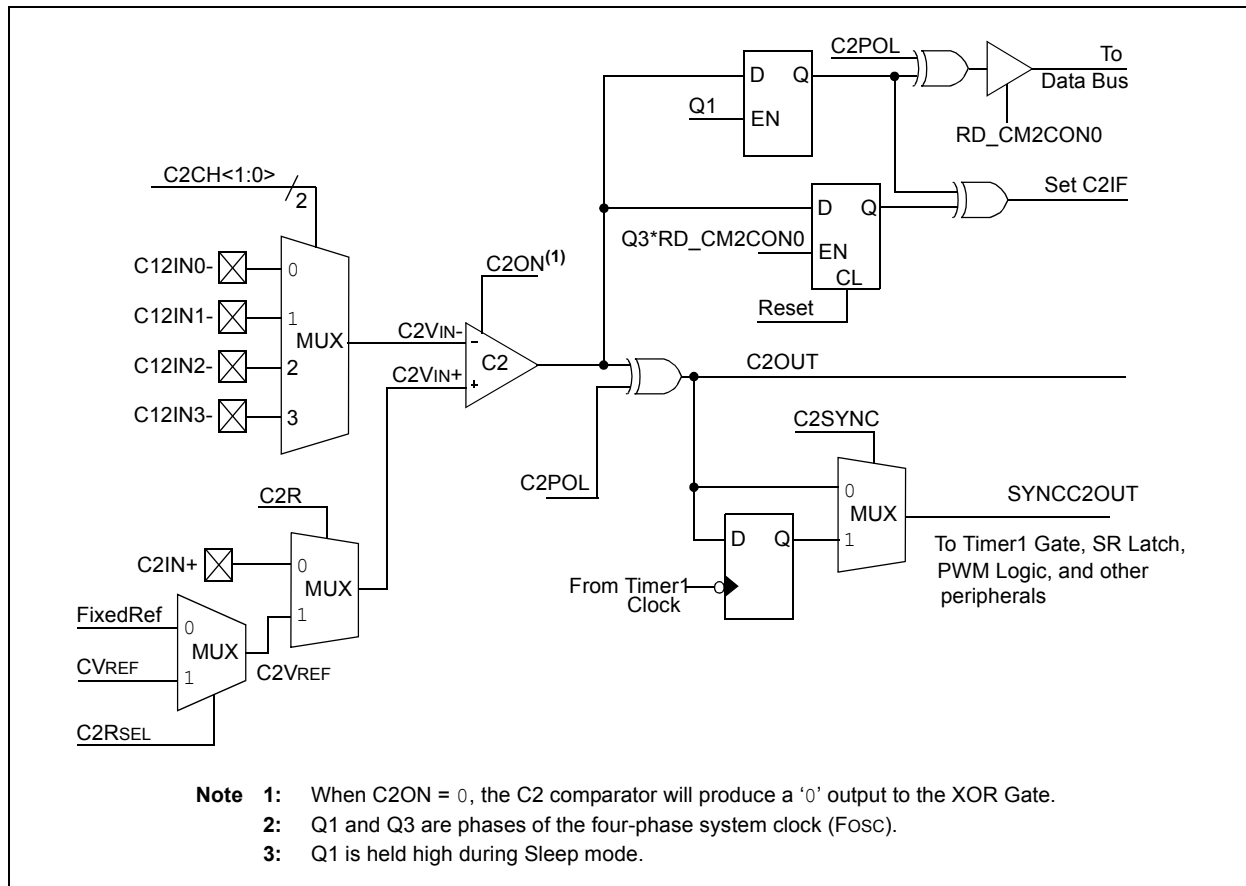 C2POL
To
Data Bus
D Q
Q1
EN
RD_CM2CON0
C2CH<1:0>
2
Set C2IF
D Q
Q3*RD_CM2CON0
EN
CL
Reset
C12IN0-
0
C2ON(1)
C12IN1-
1
MUX
C2VIN-
-
C2
C12IN2-
2
C2VIN+
+
C12IN3-
3
C2OUT
C2SYNC
C2POL
0
MUX
1
SYNCC2OUT
D Q
To Timer1 Gate, SR Latch,
PWM Logic, and other
peripherals
From Timer1
Clock
C2R
C2IN+
0
MUX
1
FixedRef
0
MUX
CVREF
1
C2VREF
C2RSEL
Note 1: When C2ON = 0, the C2 comparator will produce a ‘0’ output to the XOR Gate.
2: Q1 and Q3 are phases of the four-phase system clock (FOSC).
3: Q1 is held high during Sleep mode.